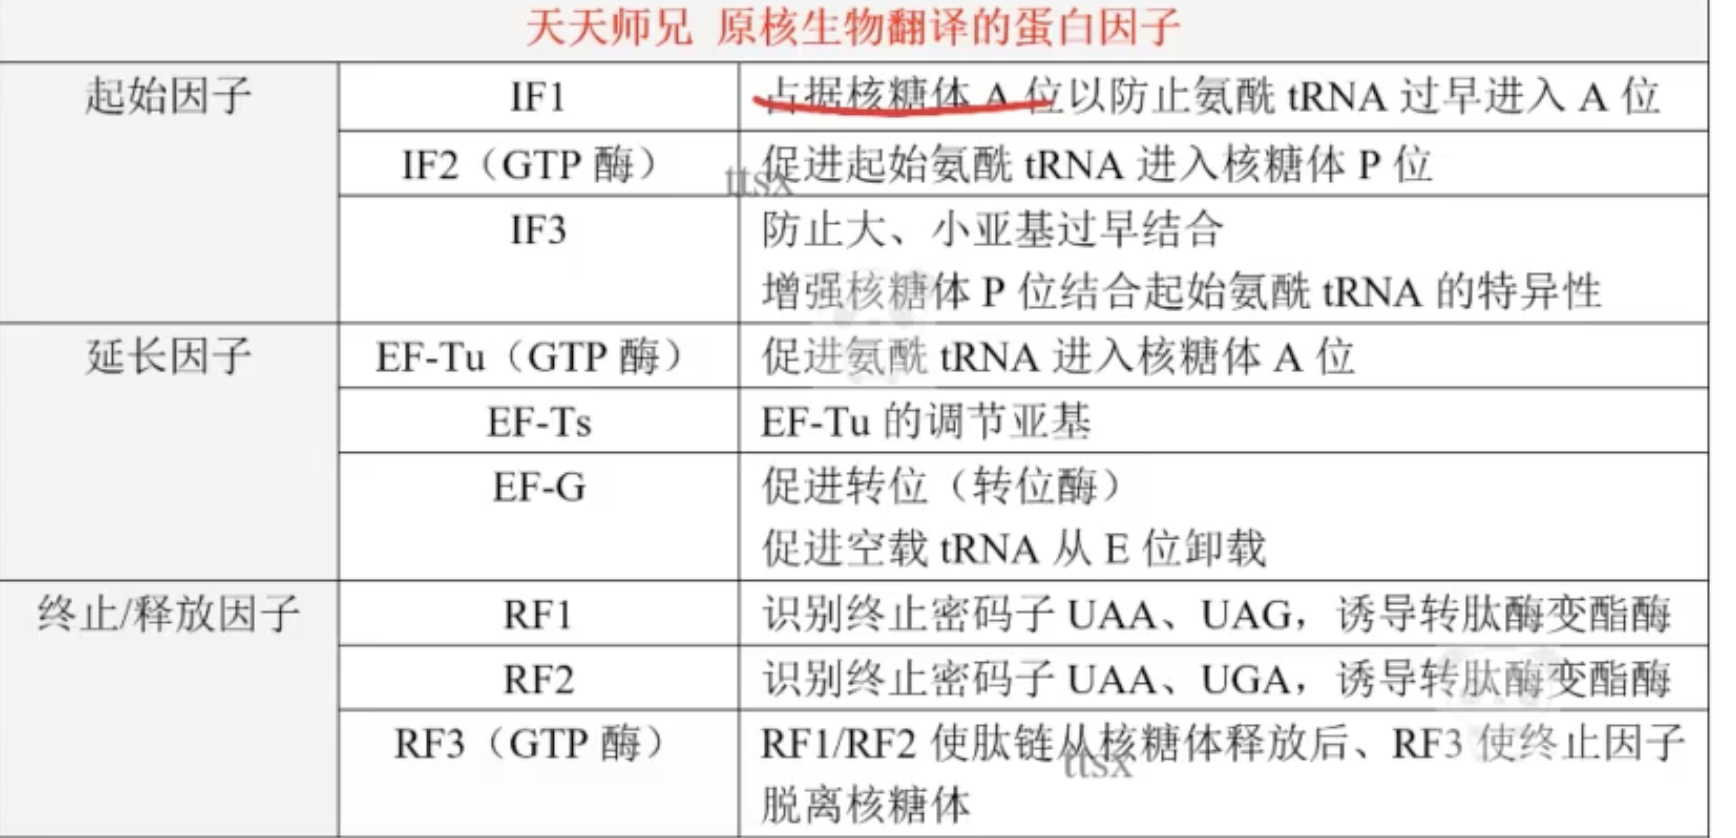 天天师兄 原核生物翻译的蛋白因子
起始因子
IF1
占据核糖体 A 位以防止氨酰 tRNA 过早进入 A 位
IF2（GTP 酶）
促进起始氨酰 tRNA 进入核糖体 P 位
ttsx
IF3
防止大、小亚基过早结合
增强核糖体 P 位结合起始氨酰 tRNA 的特异性
延长因子
EF-Tu（GTP 酶）
促进氨酰 tRNA 进入核糖体 A 位
EF-Ts
EF-Tu 的调节亚基
EF-G
促进转位（转位酶）
促进空载 tRNA 从 E 位卸载
终止/释放因子
RF1
识别终止密码子 UAA、UAG，诱导转肽酶变酯酶
RF2
识别终止密码子 UAA、UGA，诱导转肽酶变酯酶
RF3（GTP 酶）
RF1/RF2 使肽链从核糖体释放后、RF3 使终止因子
脱离核糖体
ttsx